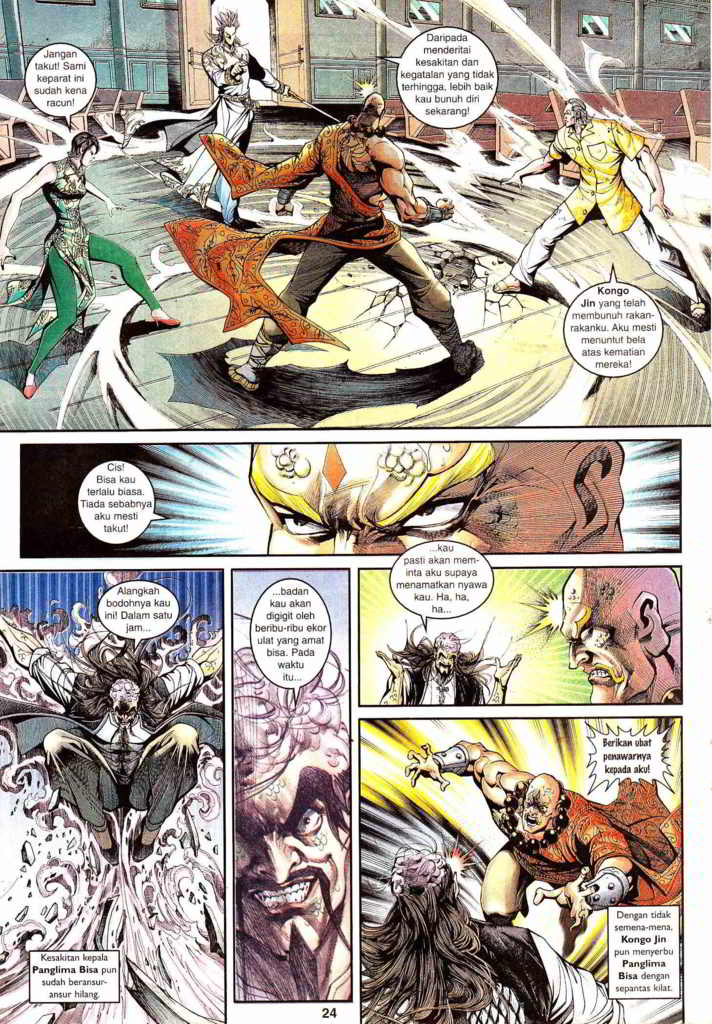 Jangan
takut! Sami
keparat ini
sudah kena
racun!
Daripada
menderitai
kesakitan dan
kegatalan yang tidak
terhingga, lebih baik
kau bunuh diri
sekarang!
Kongo
Jin yang telah
membunuh rakan-
rakanku. Aku mesti
menuntut bela
atas kematian
mereka!
Cis!
Bisa kau
terlalu biasa.
Tiada sebabnya
aku mesti
takut!
Alangkah
bodohnya kau
ini! Dalam satu
jam...
Kesakitan kepala
Panglima Bisa pun
sudah beransur-
ansur hilang.
...badan
kau akan
digigit oleh
beribu-ribu ekor
ulat yang amat
bisa. Pada
waktu
itu...
...kau
pasti akan mem-
inta aku supaya
menamatkan nyawa
kau. Ha, ha,
ha...
Berikan ubat
penawarnya
kepada aku!
Dengan tidak
semena-mena,
Kongo Jin
pun menyerbu
Panglima
Bisa dengan
sepantas kilat.
24